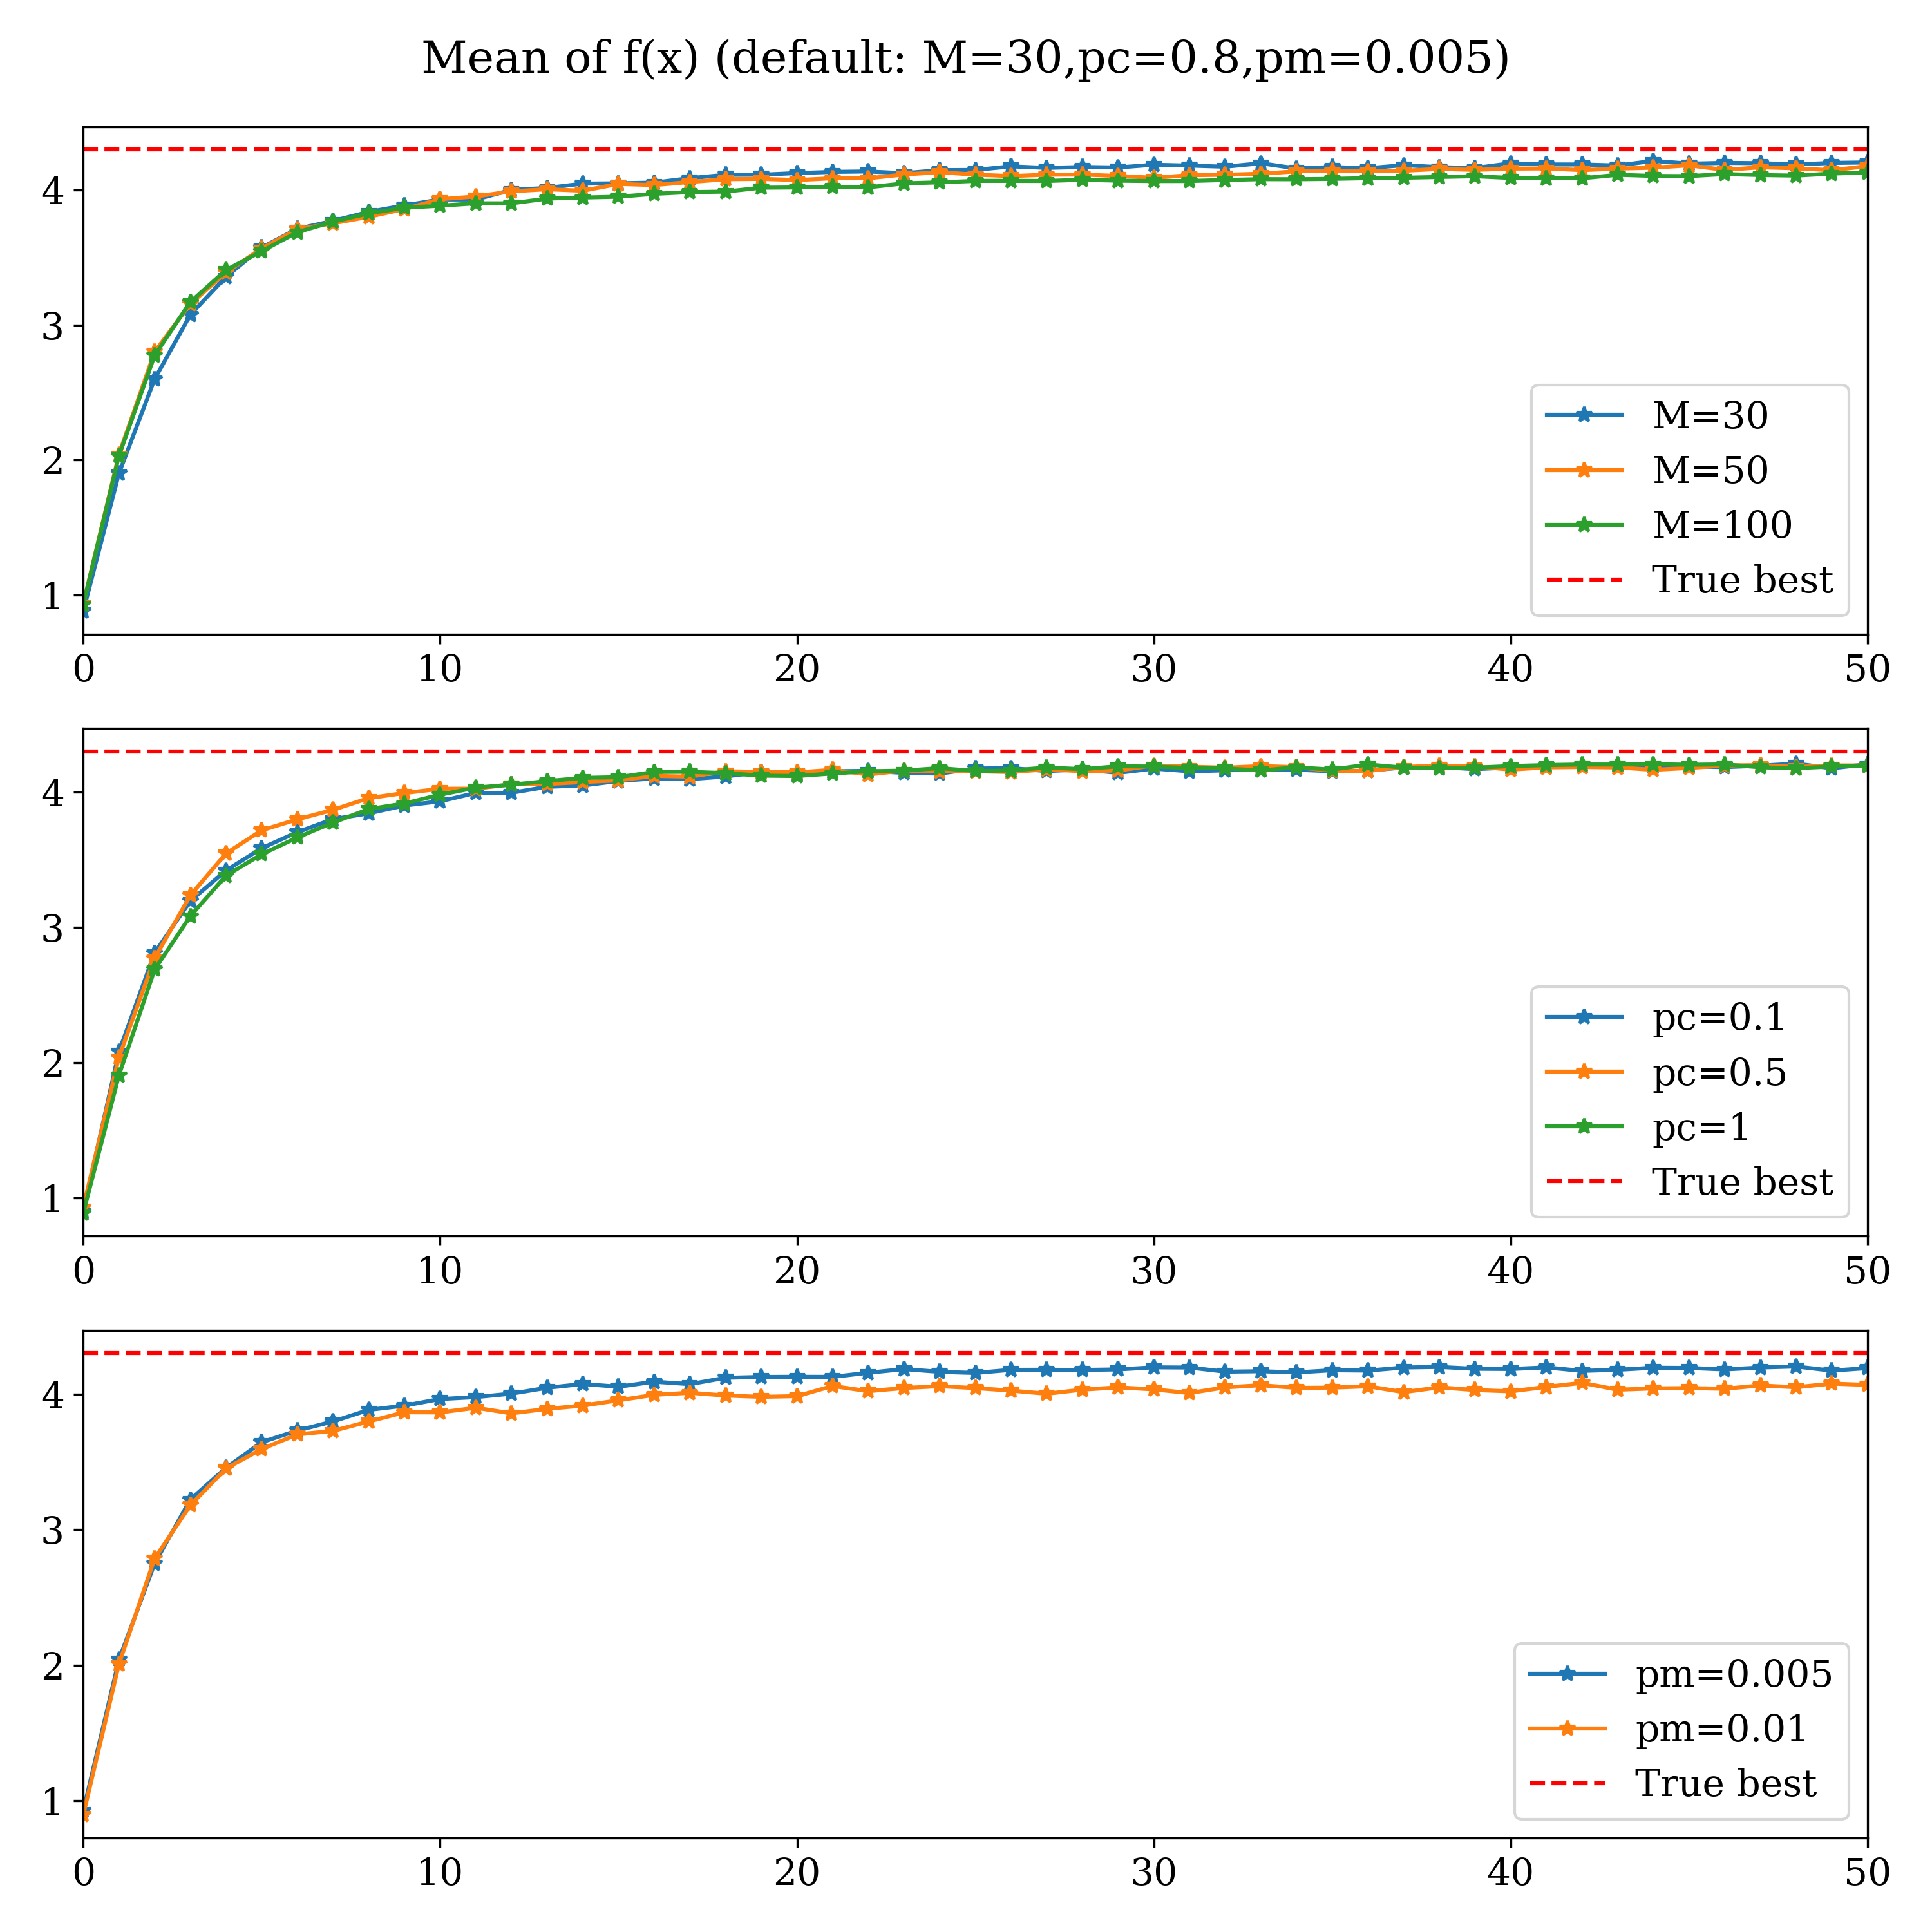 Mean of f(x) (default: M=30,pc=0.8,pm=0.005)
4
3
2
1
M=30
M=50
M=100
True best
0 10 20 30 40 50
4
3
2
1
pc=0.1
pc=0.5
pc=1
True best
0 10 20 30 40 50
4
3
2
1
pm=0.005
pm=0.01
True best
0 10 20 30 40 50